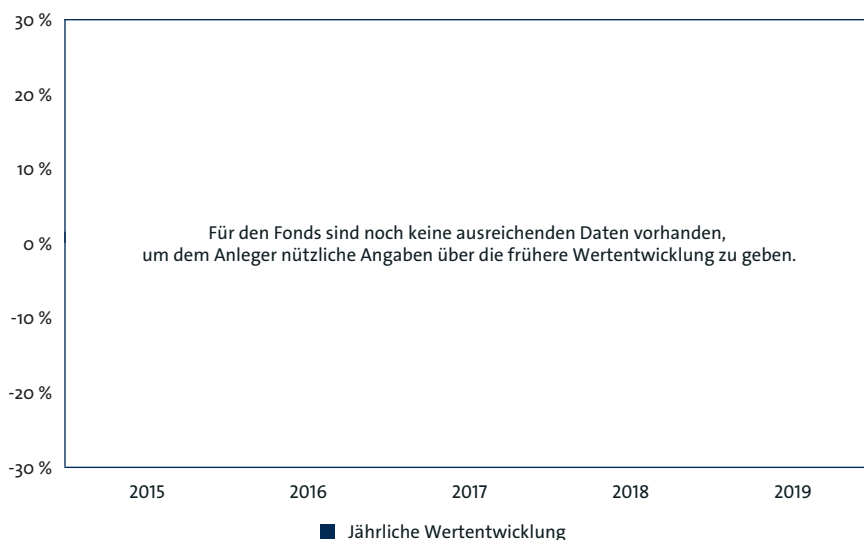 30 %
20 %
10 %
0 %
-10 %
-20 %
-30 %
Für den Fonds sind noch keine ausreichenden Daten vorhanden,
um dem Anleger nützliche Angaben über die frühere Wertentwicklung zu geben.
2015 2016 2017 2018 2019
Jährliche Wertentwicklung